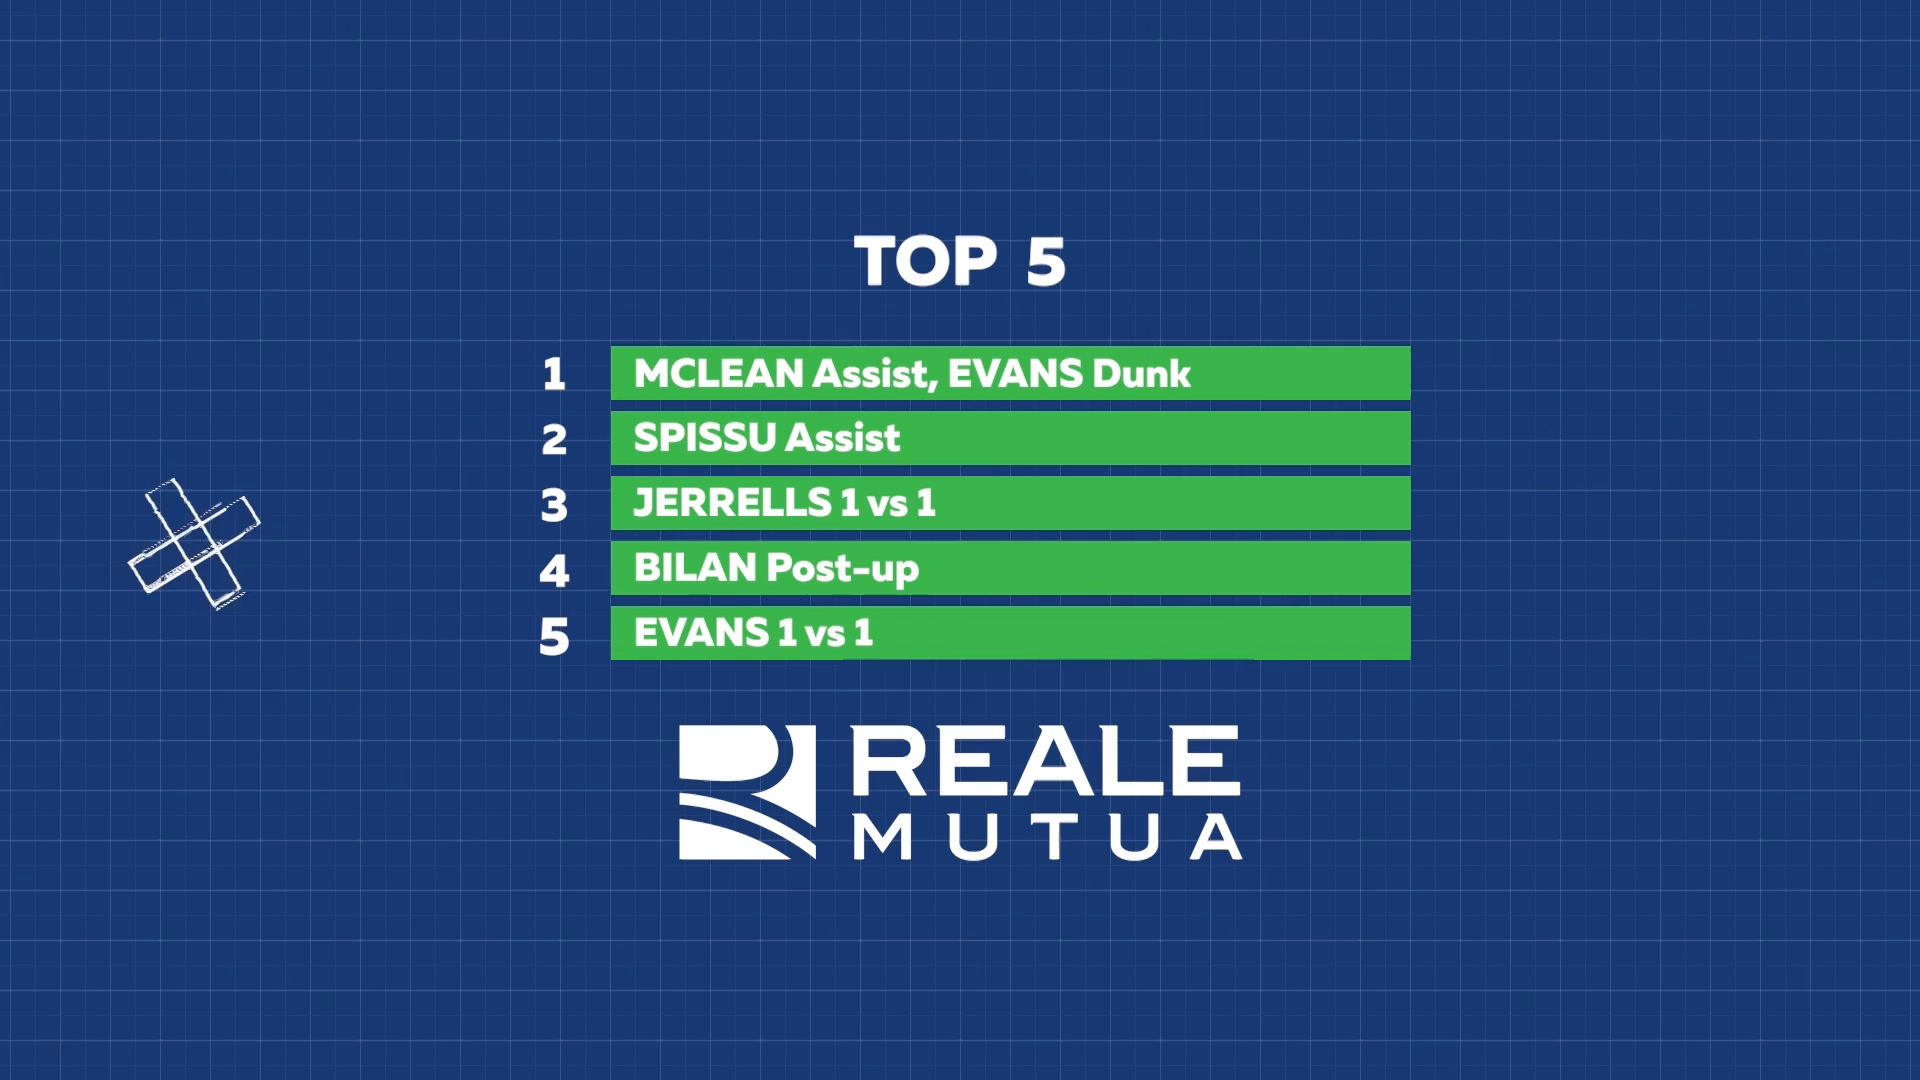 TOP 5
1 MCLEAN Assist, EVANS Dunk
2 SPISSU Assist
3 JERRELLS 1 vs 1
4 BILAN Post-up
5 EVANS 1 vs 1
REALE
MUTUA